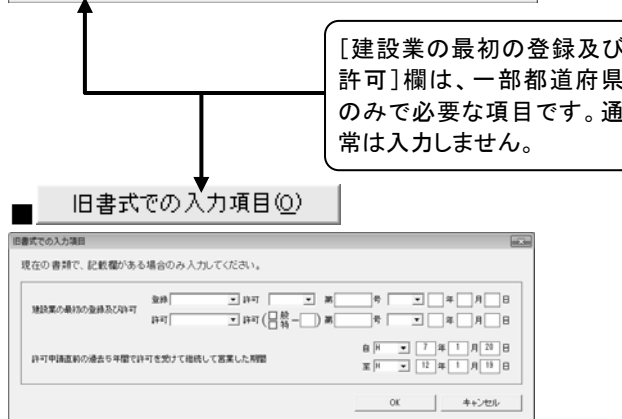 [建設業の最初の登録及び
許可]欄は、一部都道府県
のみで必要な項目です。通
常は入力しません。
■ 旧書式での入力項目(O)
旧書式での入力項目
現在の書類で、記載欄がある場合のみ入力してください。
建設業の最初の登録及び許可
登録 許可 第 号 年 月 日
許可 許可(般 特 - ) 第 号 年 月 日
許可申請直前の過去5年間で許可を受けて継続して営業した期間
自 H 7 年 1 月 20 日
至 H 12 年 1 月 19 日
OK キャンセル